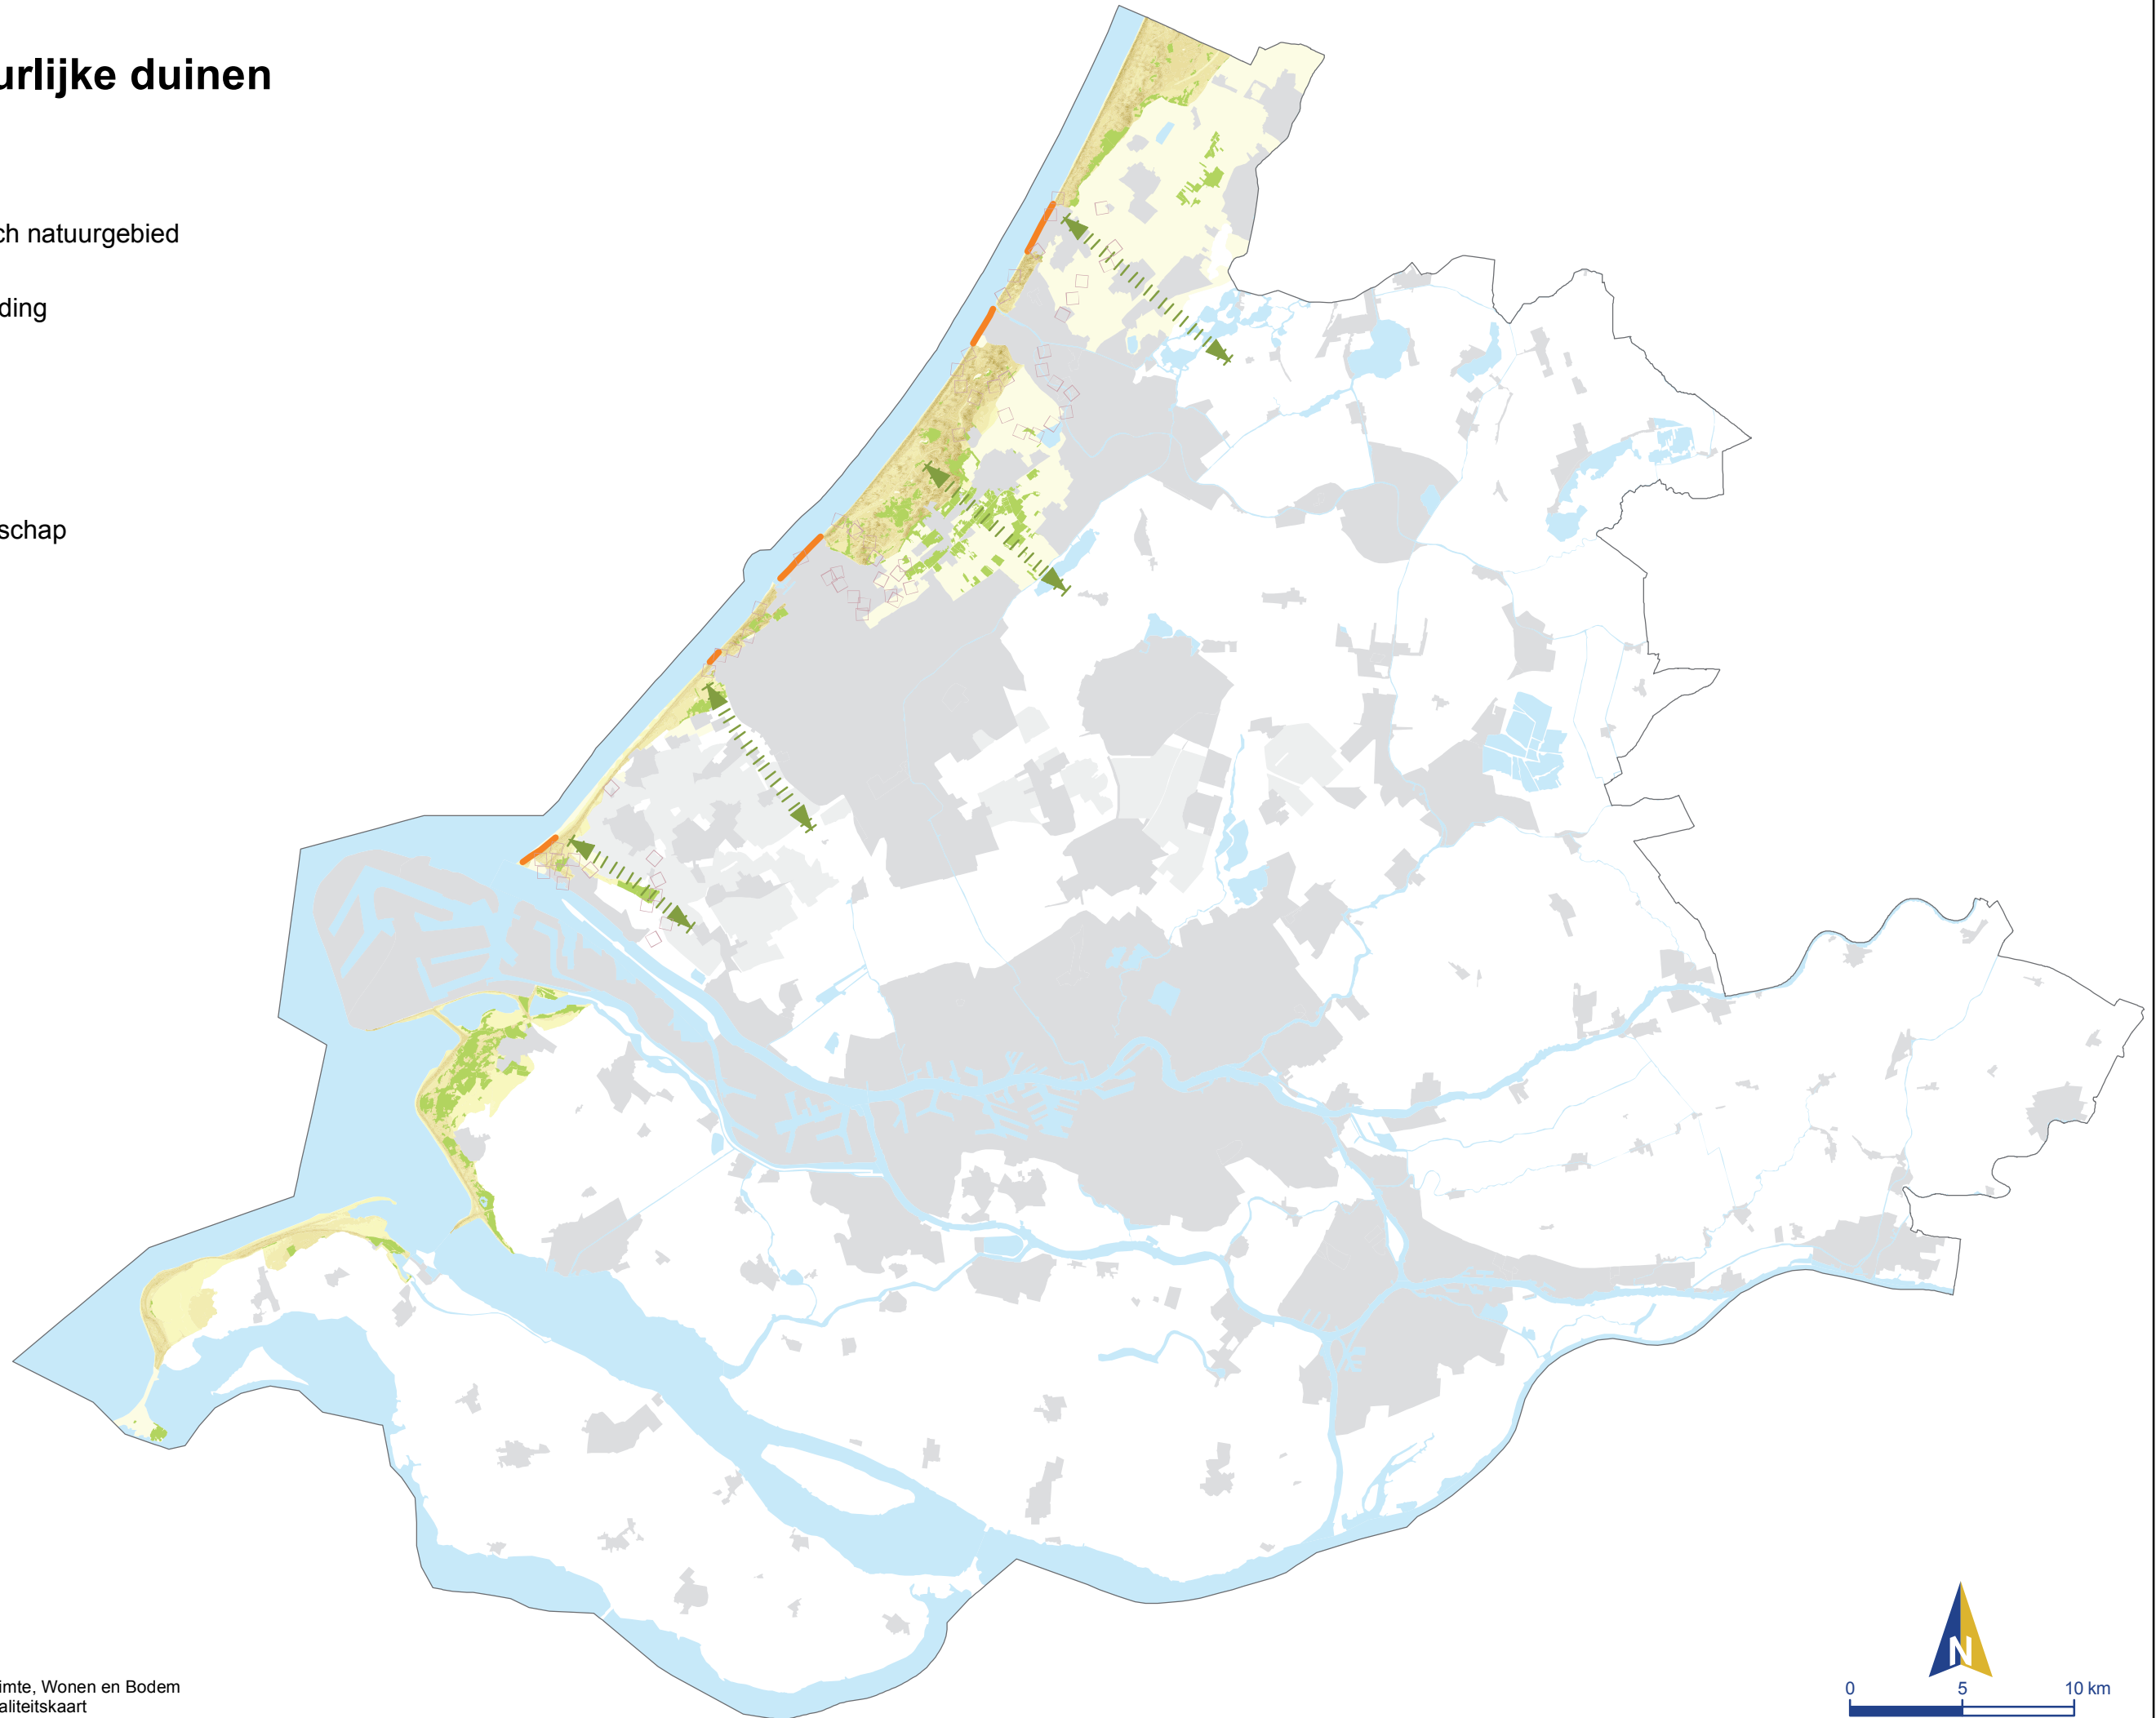 urlijke duinen
ch natuurgebied
ding
schap
imte, Wonen en Bodem
aliteitskaart
N
0 5 10 km